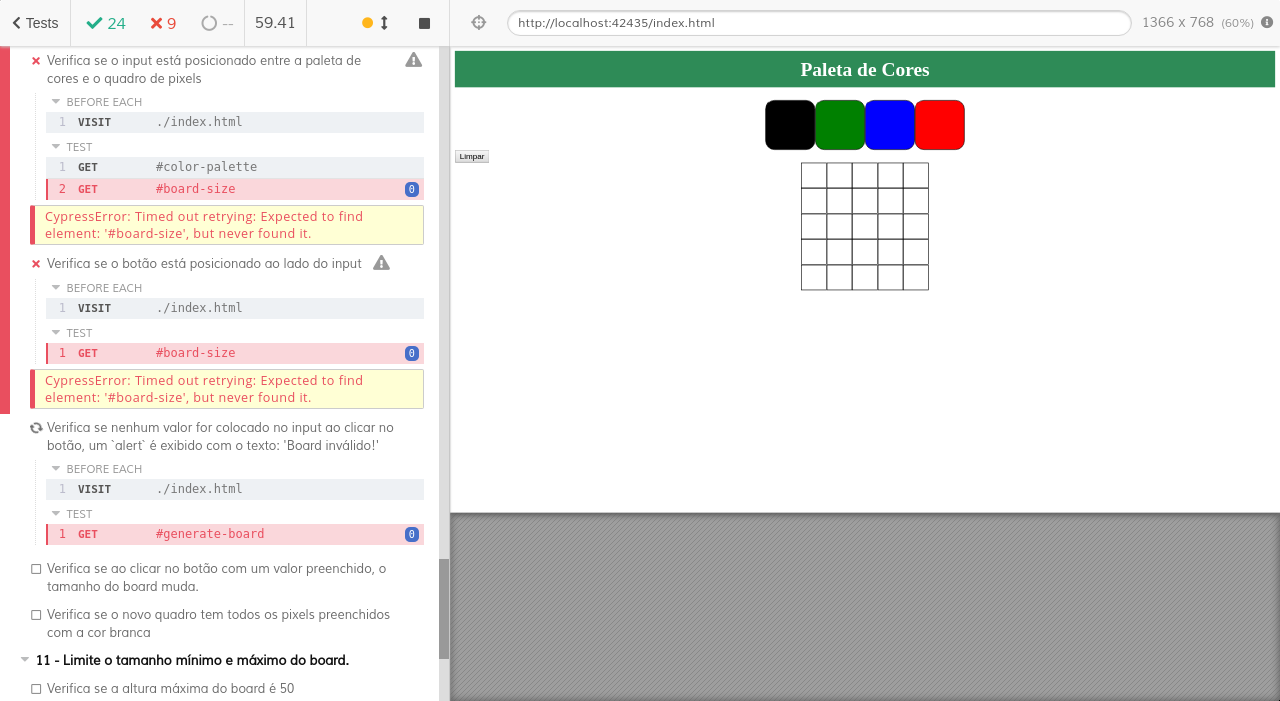 Tests 24 9 -- 59.41
http://localhost:42435/index.html 1366 x 768 (60%)
Verifica se o input está posicionado entre a paleta de
cores e o quadro de pixels
BEFORE EACH
1 VISIT ./index.html
TEST
1 GET #color-palette
2 GET #board-size 0
CypressError: Timed out retrying: Expected to find
element: '#board-size', but never found it.
Verifica se o botão está posicionado ao lado do input
BEFORE EACH
1 VISIT ./index.html
TEST
1 GET #board-size 0
CypressError: Timed out retrying: Expected to find
element: '#board-size', but never found it.
Verifica se nenhum valor for colocado no input ao clicar no
botão, um `alert` é exibido com o texto: 'Board inválido!'
BEFORE EACH
1 VISIT ./index.html
TEST
1 GET #generate-board 0
Verifica se ao clicar no botão com um valor preenchido, o
tamanho do board muda.
Verifica se o novo quadro tem todos os pixels preenchidos
com a cor branca
11 - Limite o tamanho mínimo e máximo do board.
Verifica se a altura máxima do board é 50
Paleta de Cores
Limpar